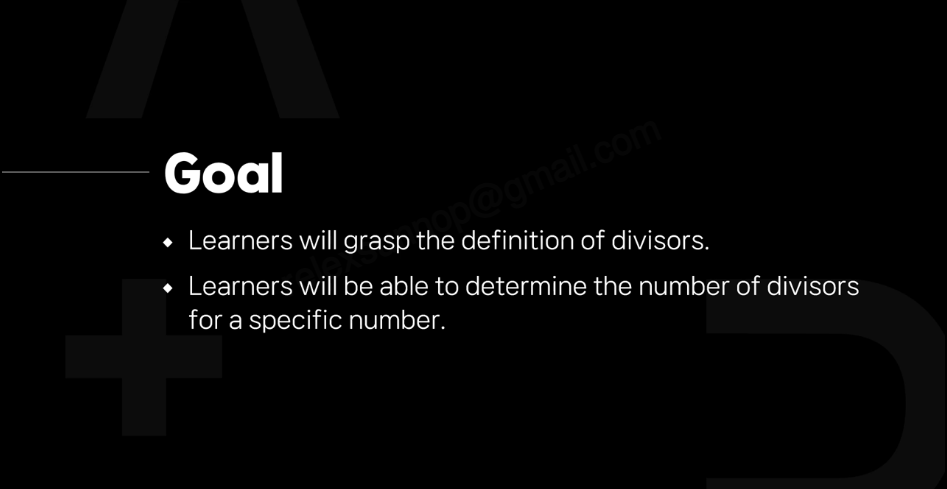 Goal
Learners will grasp the definition of divisors.
Learners will be able to determine the number of divisors
for a specific number.